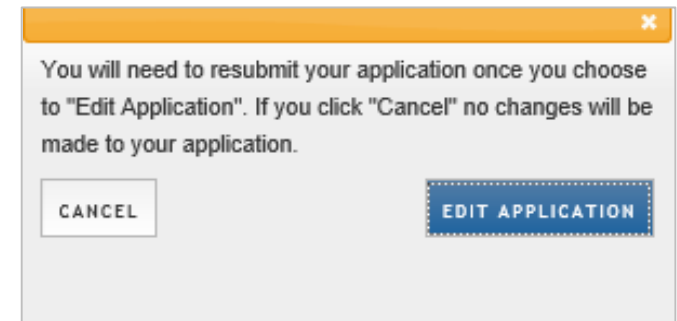 You will need to resubmit your application once you choose
to "Edit Application". If you click "Cancel" no changes will be
made to your application.
CANCEL
EDIT APPLICATION